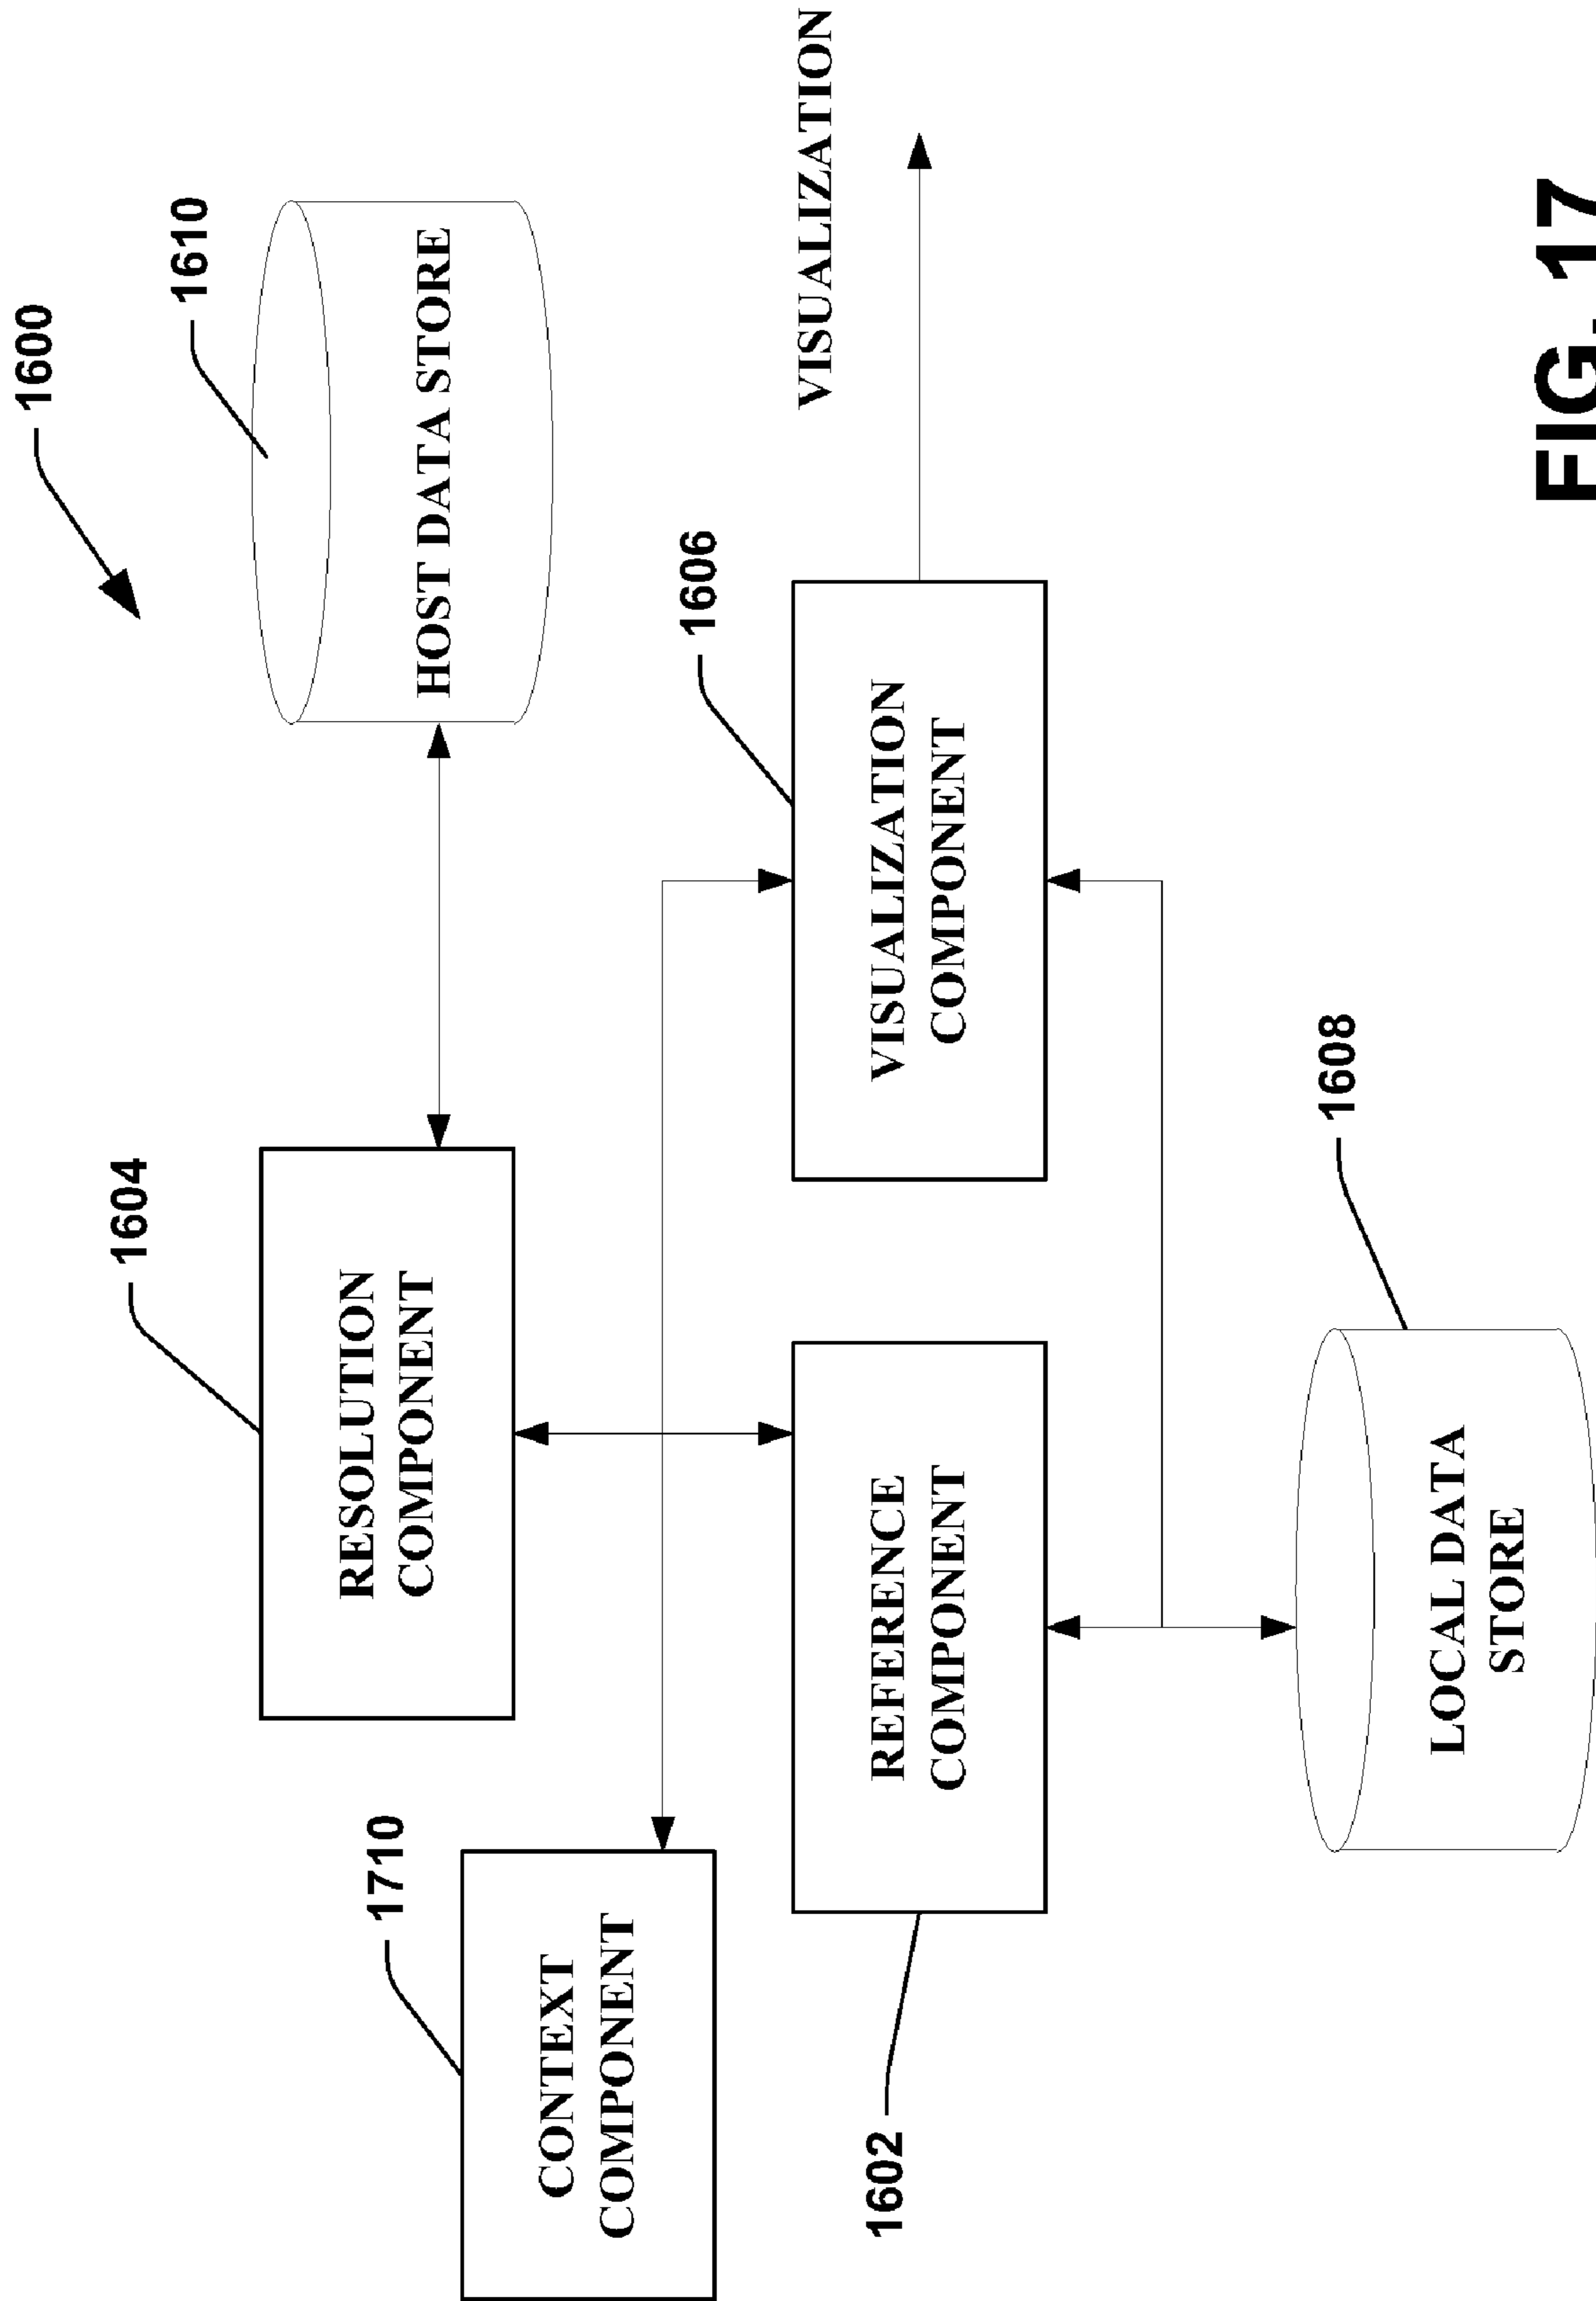 1600
1610
HOST DATA STORE
1604
RESOLUTION
COMPONENT
1710
CONTEXT
COMPONENT
1606
VISUALIZATION
COMPONENT
VISUALIZATION
REFERENCE
COMPONENT
1602
1608
LOCAL DATA
STORE
FIG. 17